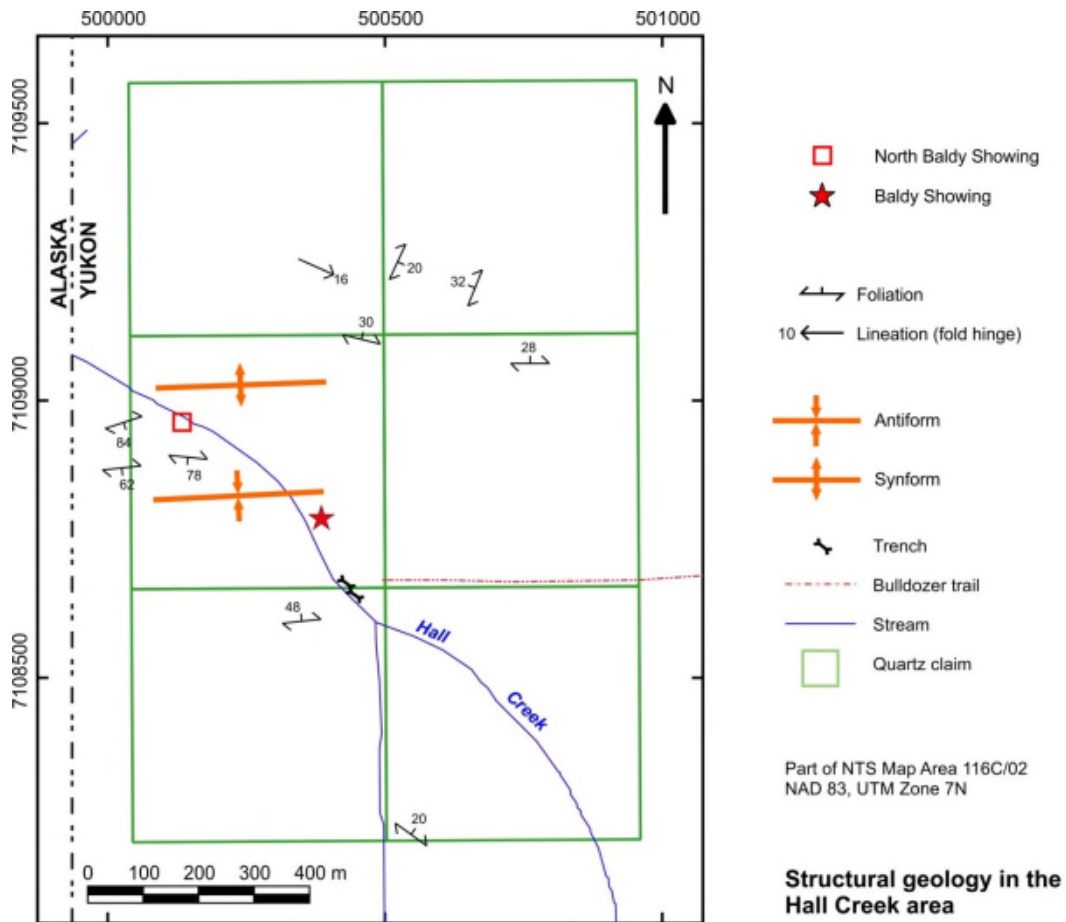 500000
500500
501000
7109500
7109000
7108500
ALASKA
YUKON
N
16
20
32
30
28
84
62
78
48
20
Hall
Creek
0 100 200 300 400 m
North Baldy Showing
Baldy Showing
Foliation
10 Lineation (fold hinge)
Antiform
Synform
Trench
Bulldozer trail
Stream
Quartz claim
Part of NTS Map Area 116C/02
NAD 83, UTM Zone 7N
Structural geology in the
Hall Creek area